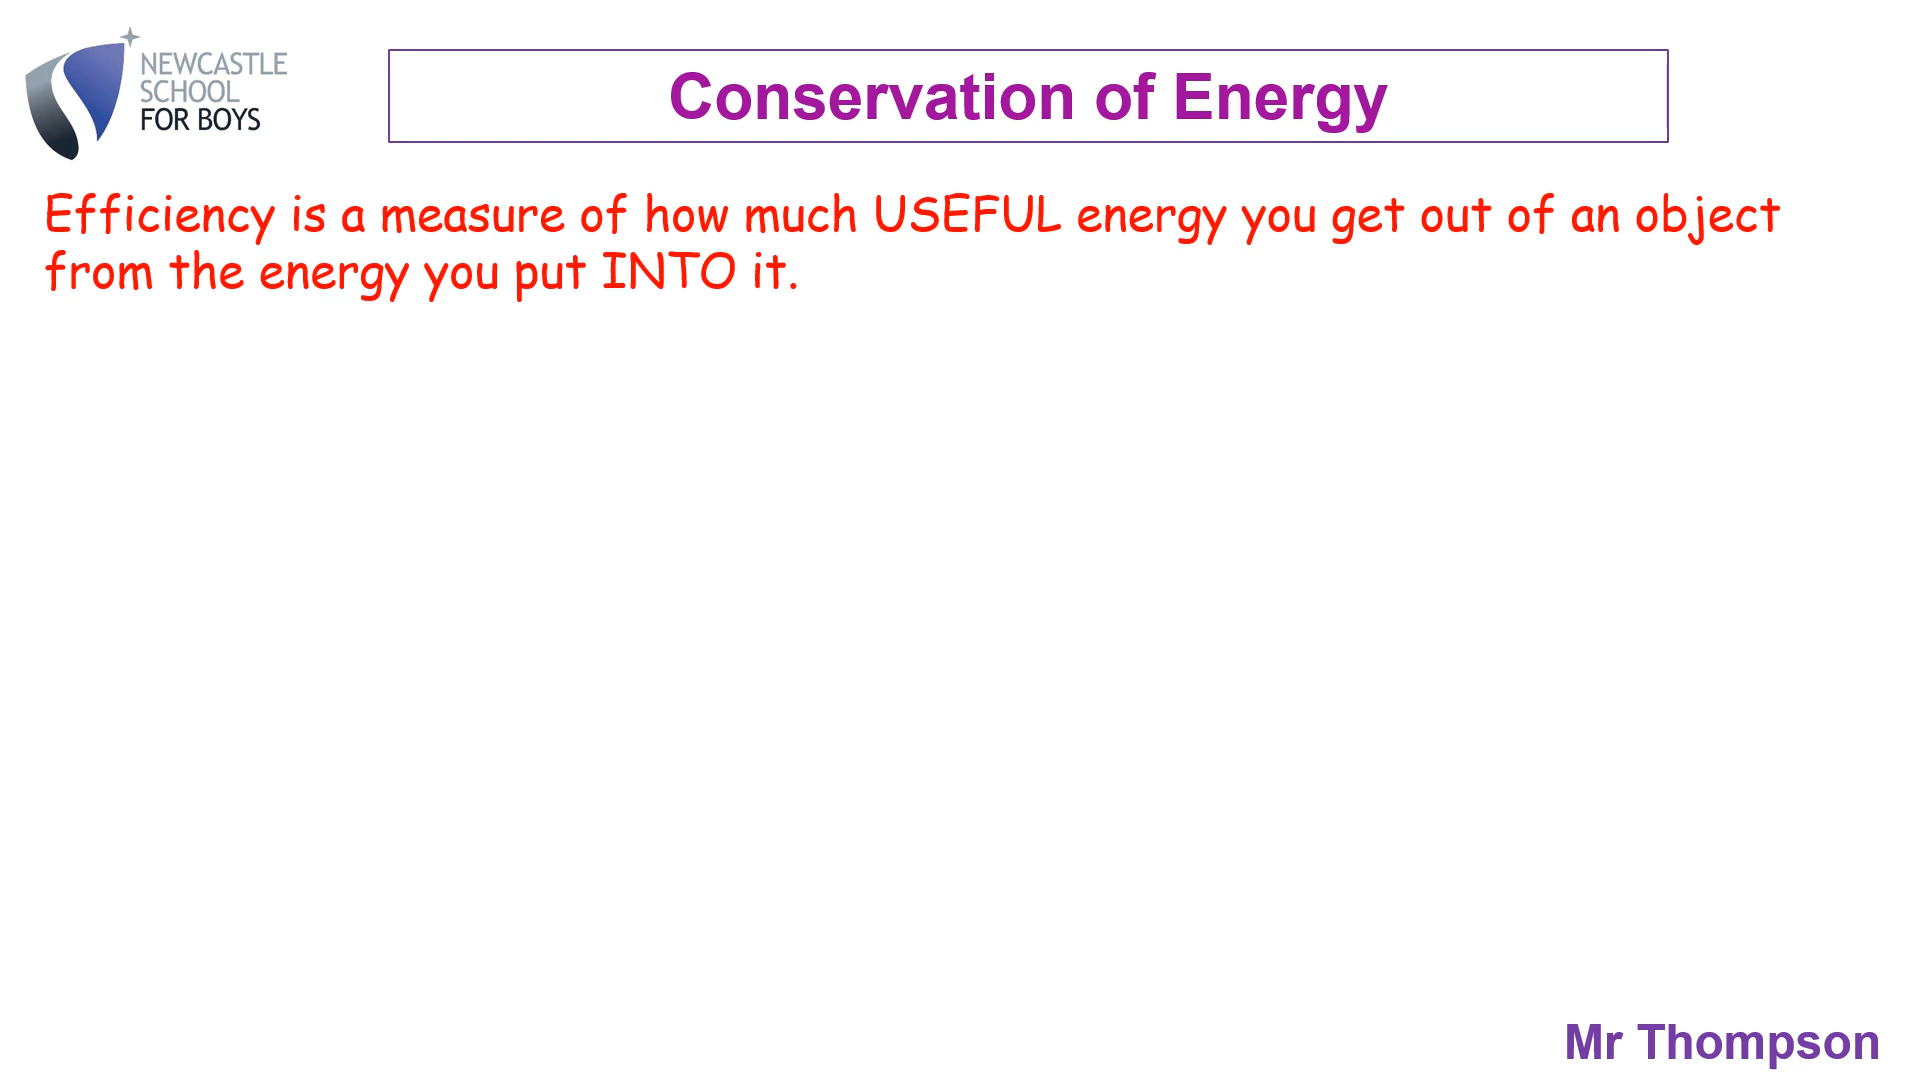 NEWCASTLE
SCHOOL
FOR BOYS
Conservation of Energy
Efficiency is a measure of how much USEFUL energy you get out of an object
from the energy you put INTO it.
Mr Thompson